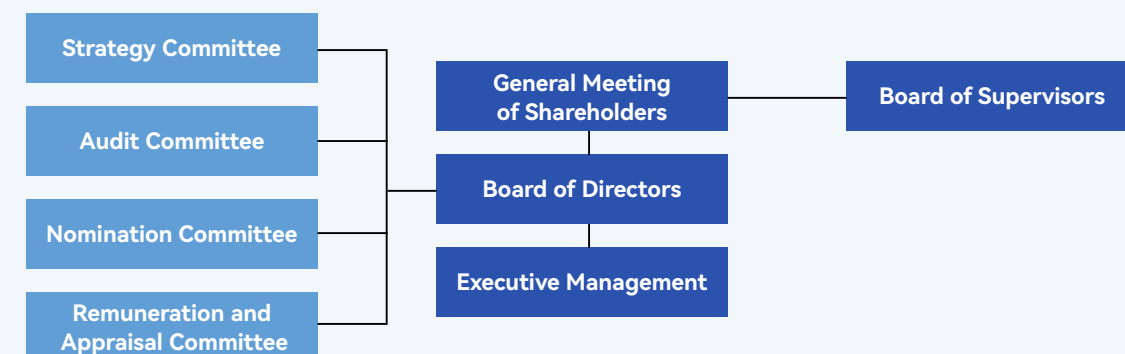 Strategy Committee
Audit Committee
Nomination Committee
Remuneration and
Appraisal Committee
General Meeting
of Shareholders
Board of Directors
Executive Management
Board of Supervisors